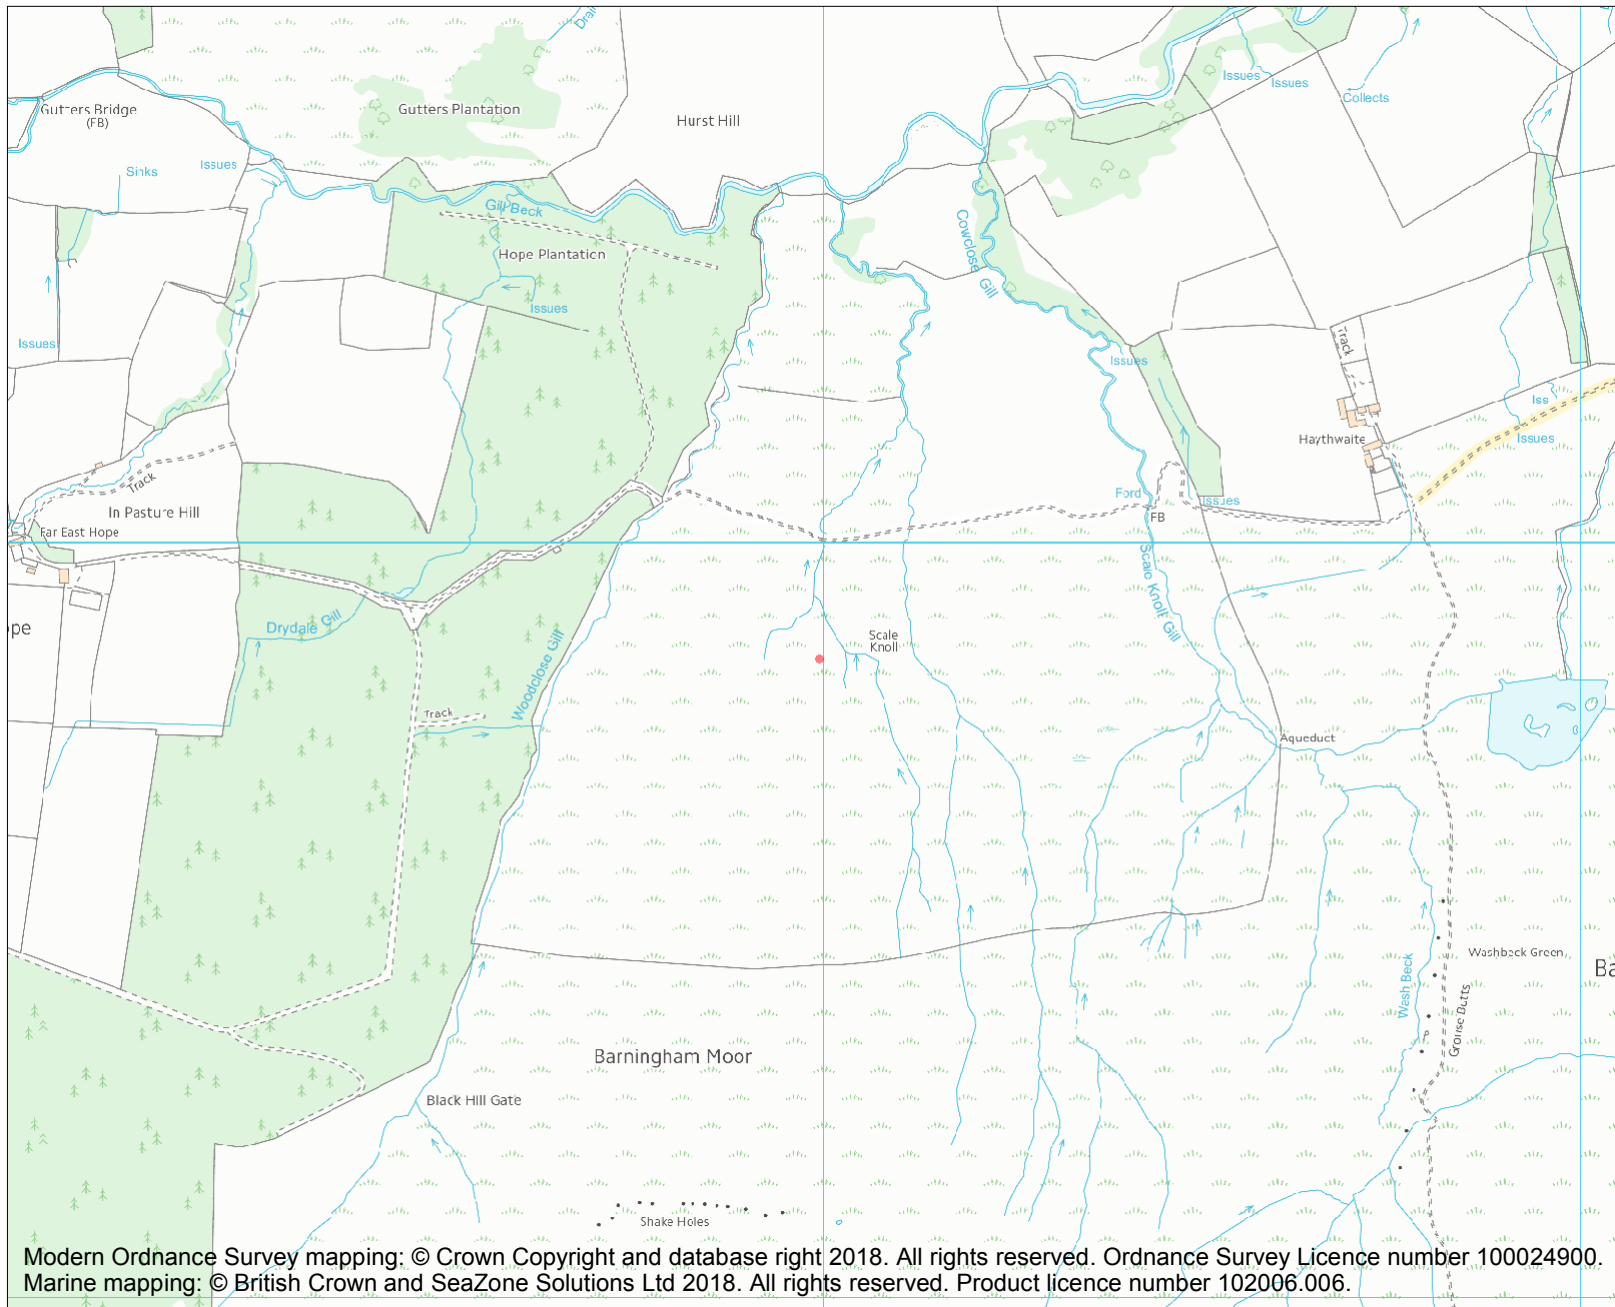 Drain
Gutters Bridge
(FB)
Gutters Plantation
Hurst Hill
Issues
Issues
Collects
Sinks
Issues
Gill Beck
Cowclose Gill
Hope Plantation
Issues
Issues
Track
Issues
Iss
Issues
Haythwaite
Track
In Pasture Hill
Far East Hope
Ford
Issues
FB
Scale Knoll Gill
ope
Drydale Gill
Scale
Knoll
Woodclose Gill
Track
Aqueduct
Washbeck Green
Ba
Wash Beck
Grouse Butts
Barningham Moor
Black Hill Gate
Shake Holes
Modern Ordnance Survey mapping: © Crown Copyright and database right 2018. All rights reserved. Ordnance Survey Licence number 100024900.
Marine mapping: © British Crown and SeaZone Solutions Ltd 2018. All rights reserved. Product licence number 102006.006.